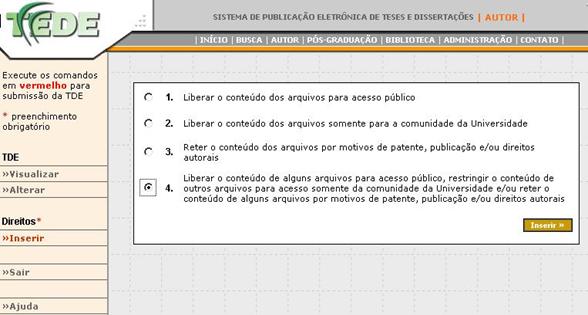 TEDE
SISTEMA DE PUBLICAÇÃO ELETRÔNICA DE TESES E DISSERTAÇÕES | AUTOR |
| INÍCIO | BUSCA | AUTOR | PÓS-GRADUAÇÃO | BIBLIOTECA | ADMINISTRAÇÃO | CONTATO |
Execute os comandos
em vermelho para
submissão da TDE
* preenchimento
obrigatório
TDE
»Visualizar
»Alterar
Direitos*
»Inserir
»Sair
»Ajuda
1. Liberar o conteúdo dos arquivos para acesso público
2. Liberar o conteúdo dos arquivos somente para a comunidade da Universidade
3. Reter o conteúdo dos arquivos por motivos de patente, publicação e/ou direitos
autorais
4. Liberar o conteúdo de alguns arquivos para acesso público, restringir o conteúdo de
outros arquivos para acesso somente da comunidade da Universidade e/ou reter o
conteúdo de alguns arquivos por motivos de patente, publicação e/ou direitos autorais
Inserir »